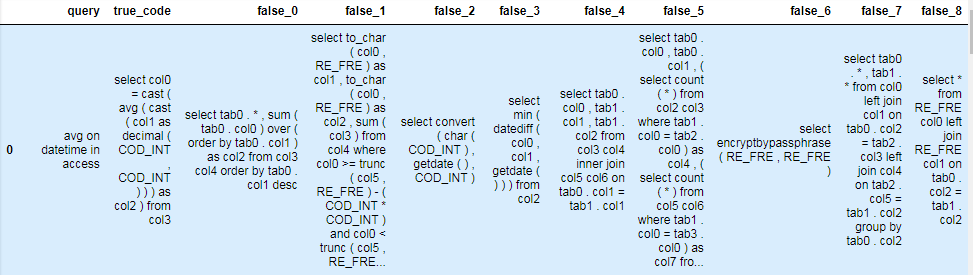 query true_code false_0 false_1 false_2 false_3 false_4 false_5 false_6 false_7 false_8
0
avg on
datetime in
access
select col0
= cast (
avg ( cast
( col1 as
decimal (
COD_INT
,
COD_INT
) ) ) as
col2 ) from
col3
select tab0 . * , sum (
tab0 . col0 ) over (
order by tab0 . col1 )
as col2 from col3
col4 order by tab0 .
col1 desc
select to_char
( col0 ,
RE_FRE ) as
col1 , to_char
( col0 ,
RE_FRE ) as
col2 , sum (
col3 ) from
col4 where
col0 >= trunc
( col5 ,
RE_FRE ) - (
COD_INT *
COD_INT )
and col0 <
trunc ( col5 ,
RE_FRE...
select convert
( char (
COD_INT ) ,
getdate ( ) ,
COD_INT )
select
min (
datediff (
col0 ,
col1 ,
getdate (
) ) ) from
col2
select tab0 .
col0 , tab1 .
col1 , tab1 .
col2 from
col3 col4
inner join
col5 col6 on
tab0 . col1 =
tab1 . col1
select tab0 .
col0 , tab0 .
col1 , (
select count
( * ) from
col2 col3
where tab1 .
col0 = tab2 .
col0 ) as
col4 , (
select count
( * ) from
col5 col6
where tab1 .
col0 = tab3 .
col0 ) as
col7 fro...
select
encryptbypassphrase
( RE_FRE , RE_FRE
)
select tab0
. * , tab1 .
* from col0
left join
col1 on
tab0 . col2
= tab2 .
col3 left
join col4
on tab2 .
col5 =
tab1 . col2
group by
tab0 . col2
select *
from
RE_FRE
col0 left
join
RE_FRE
col1 on
tab0 .
col2 =
tab1 .
col2